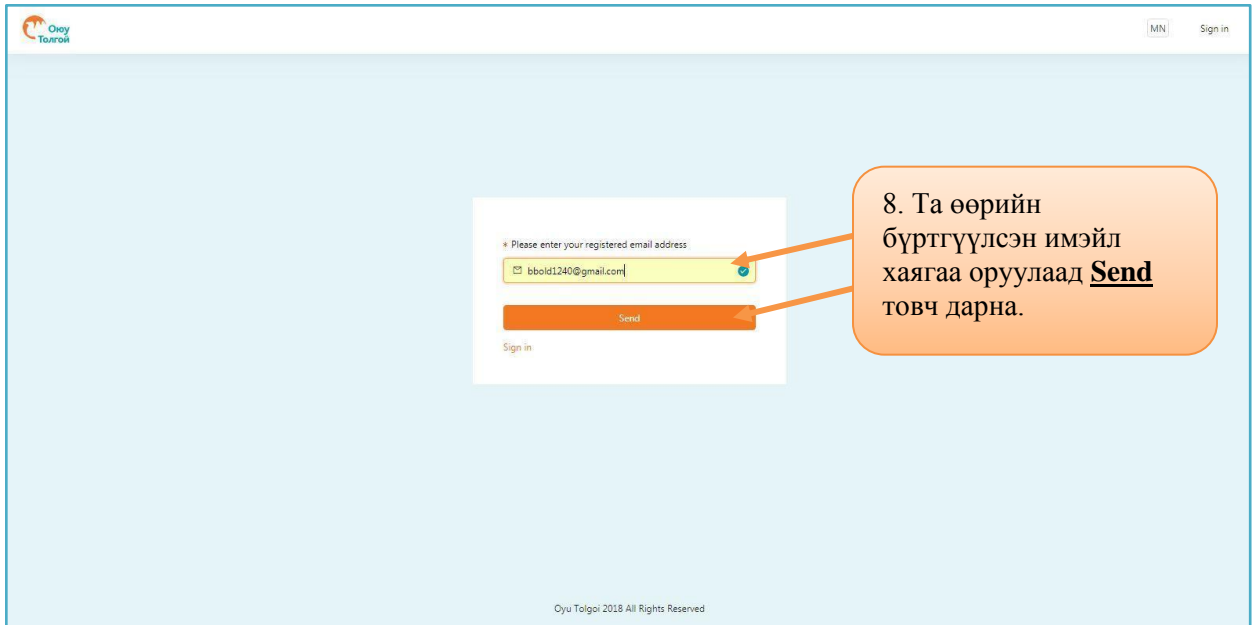 Оюу
Толгой
MN
Sign in
8. Та өөрийн
бүртгүүлсэн имэйл
хаягаа оруулаад Send
товч дарна.
* Please enter your registered email address
bbold1240@gmail.com
Send
Sign in
Oyu Tolgoi 2018 All Rights Reserved